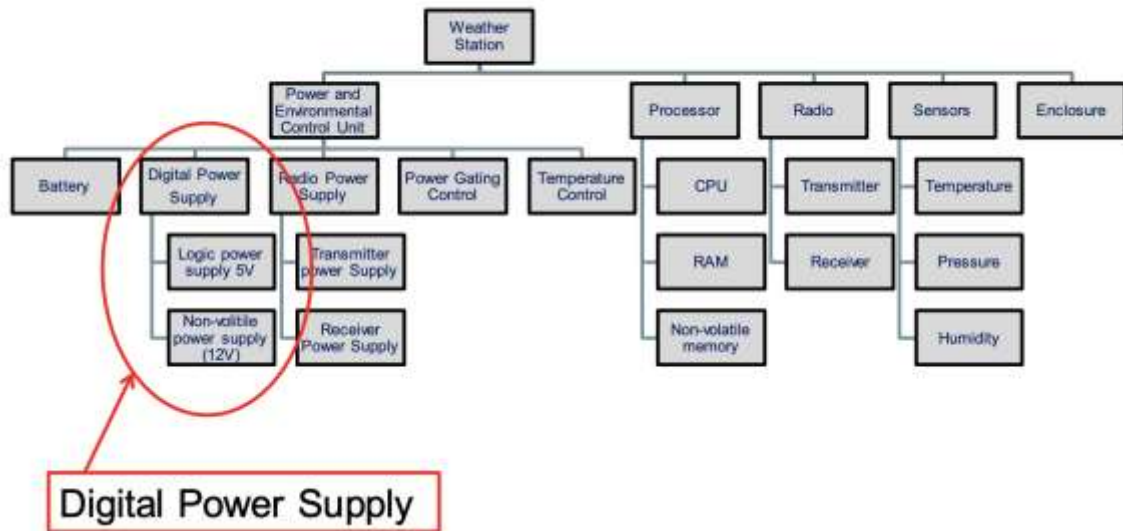 Weather
Station
Power and
Environmental
Control Unit
Processor
Radio
Sensors
Enclosure
Battery
Digital Power
Supply
Radio Power
Supply
Power Gating
Control
Temperature
Control
CPU
Transmitter
Temperature
Logic power
supply 5V
Transmitter
power Supply
RAM
Receiver
Pressure
Non-volitile
power supply
(12V)
Receiver
Power Supply
Non-volatile
memory
Humidity
Digital Power Supply